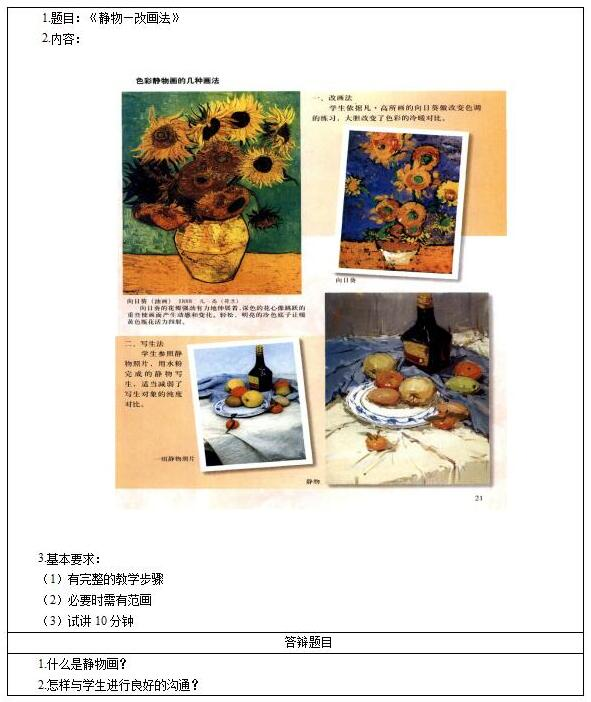 1.题目：《静物—改画法》
2.内容：
色彩静物画的几种画法
一、改画法
学生依据凡·高所画的向日葵做改变色调
的练习，大胆改变了色彩的冷暖对比。
向日葵
向日葵（油画） 1888 凡·高（荷兰）
向日葵的花瓣强劲有力地伸展着，深色的花心像跳跃的
重音使画面产生动感和变化。轻松、明亮的冷色底子让暖
黄色瓶花活力四射。
二、写生法
学生参照静
物照片，用水粉
完成的静物写
生，适当减弱了
写生对象的纯度
对比。
一组静物照片
静物
21
3.基本要求：
（1）有完整的教学步骤
（2）必要时需有范画
（3）试讲 10 分钟
答辩题目
1.什么是静物画？
2.怎样与学生进行良好的沟通？